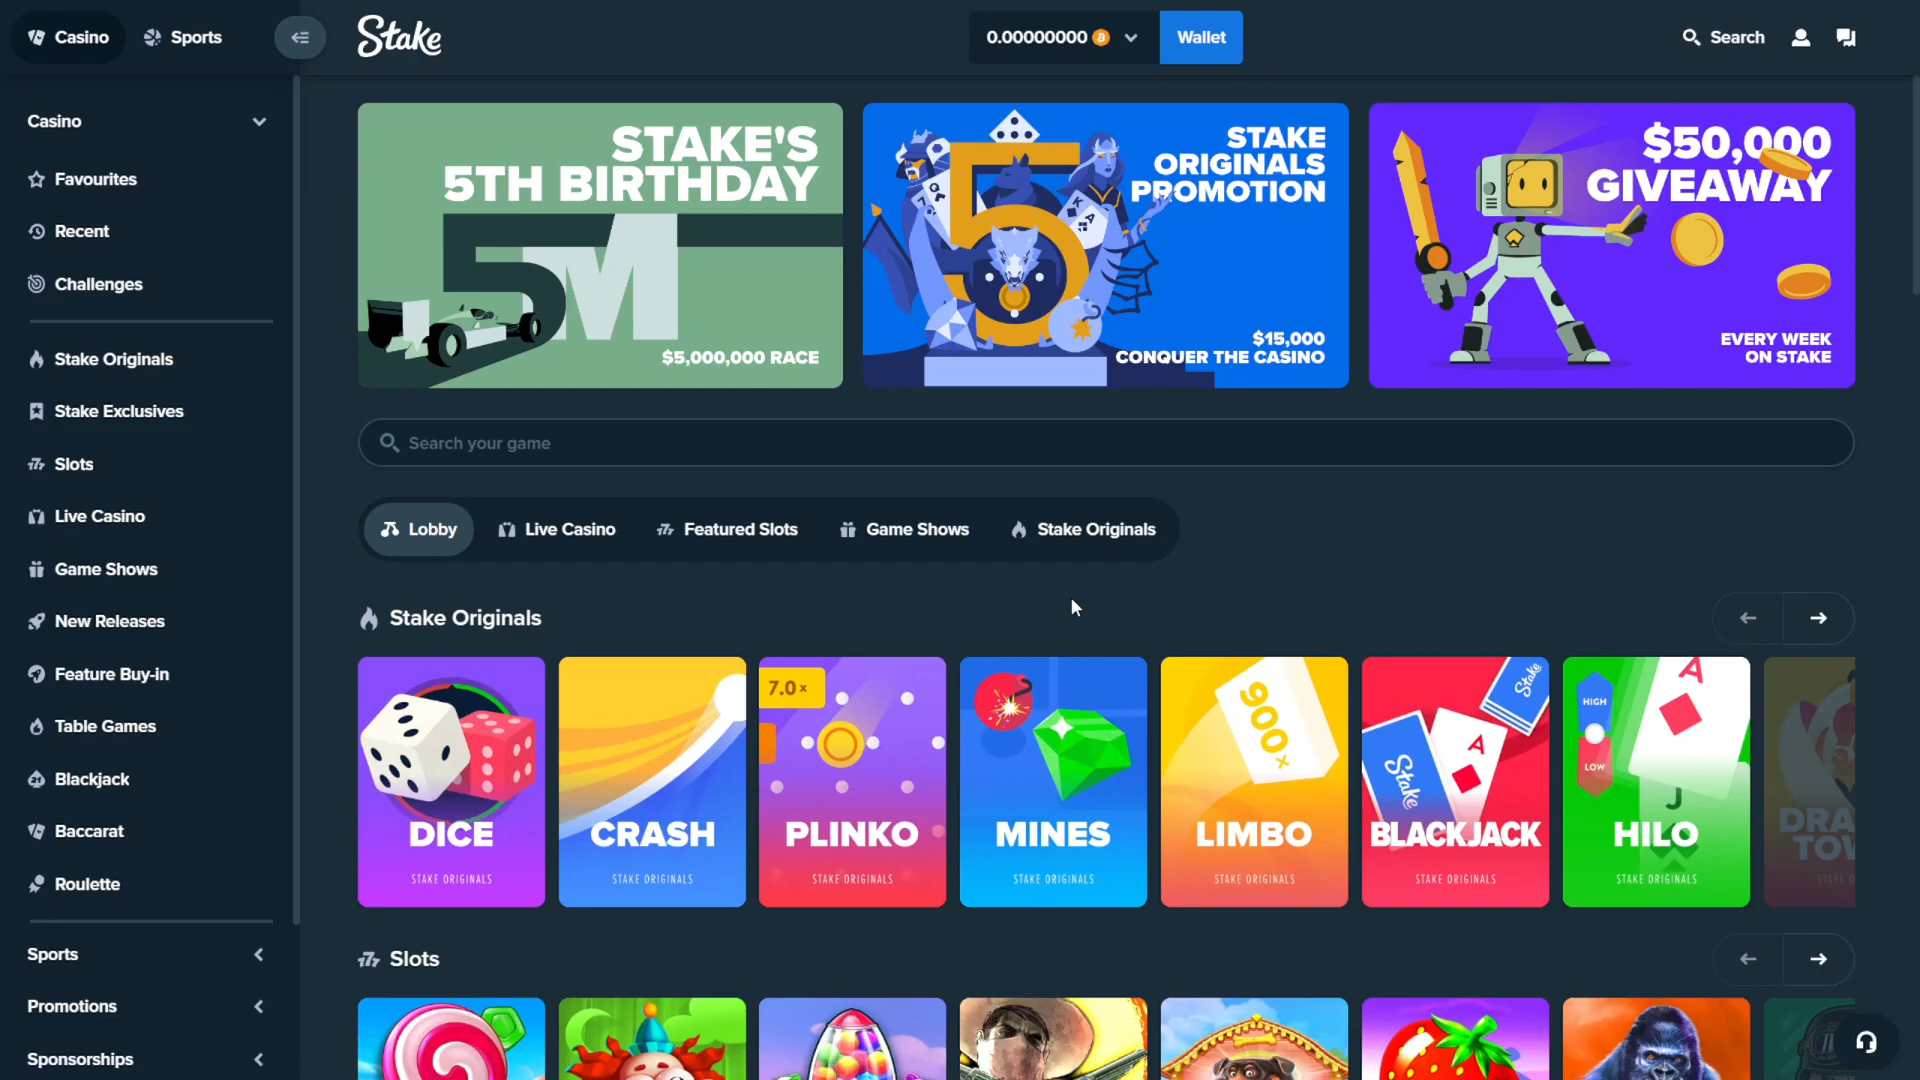 Casino
Sports
Stake
0.00000000
Wallet
Search
Casino
Favourites
Recent
Challenges
Stake Originals
Stake Exclusives
Slots
Live Casino
Game Shows
New Releases
Feature Buy-in
Table Games
Blackjack
Baccarat
Roulette
Sports
Promotions
Sponsorships
STAKE'S
5TH BIRTHDAY
5M
$5,000,000 RACE
STAKE
ORIGINALS
PROMOTION
5
$15,000
CONQUER THE CASINO
$50,000
GIVEAWAY
EVERY WEEK
ON STAKE
Search your game
Lobby
Live Casino
Featured Slots
Game Shows
Stake Originals
Stake Originals
DICE
STAKE ORIGINALS
CRASH
STAKE ORIGINALS
7.0×
PLINKO
STAKE ORIGINALS
MINES
STAKE ORIGINALS
900×
LIMBO
STAKE ORIGINALS
Stake
A
Stake
BLACKJACK
STAKE ORIGINALS
HIGH
LOW
A
J
HILO
STAKE ORIGINALS
DRA
TOW
Slots